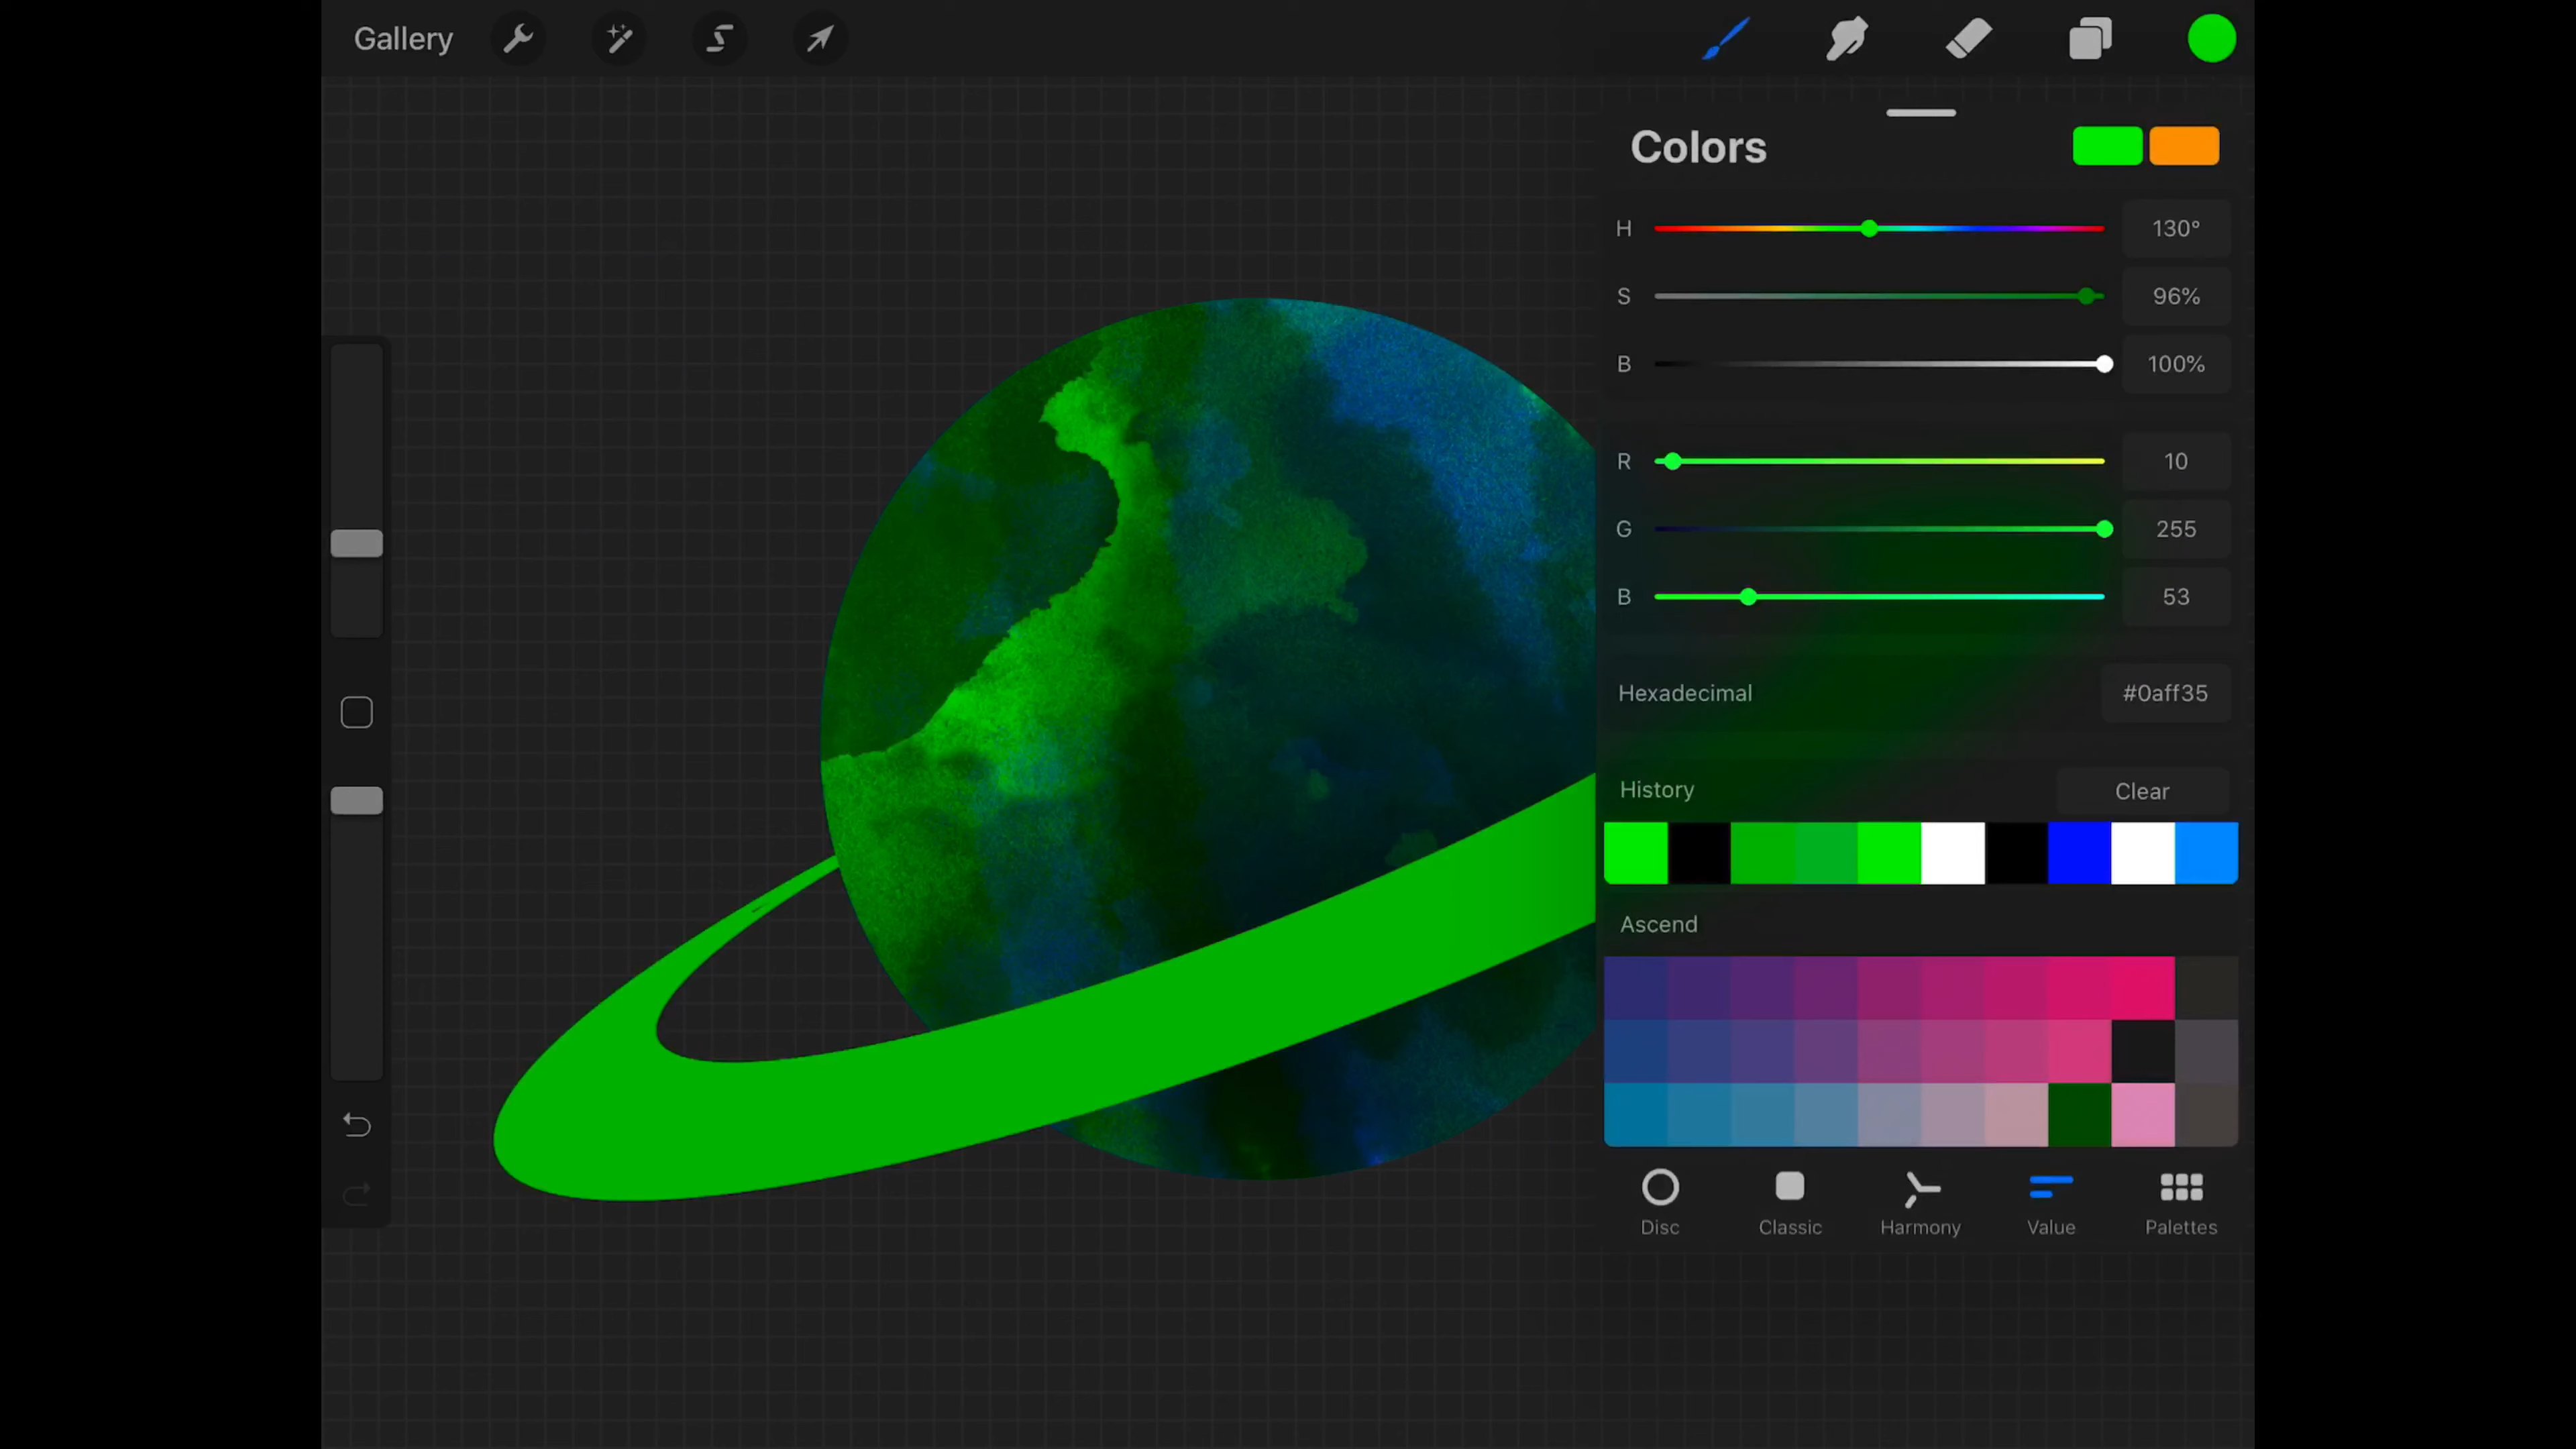 Gallery
Colors
H 130°
S 96%
B 100%
R 10
G 255
B 53
Hexadecimal #0aff35
History Clear
Ascend
Disc Classic Harmony Value Palettes